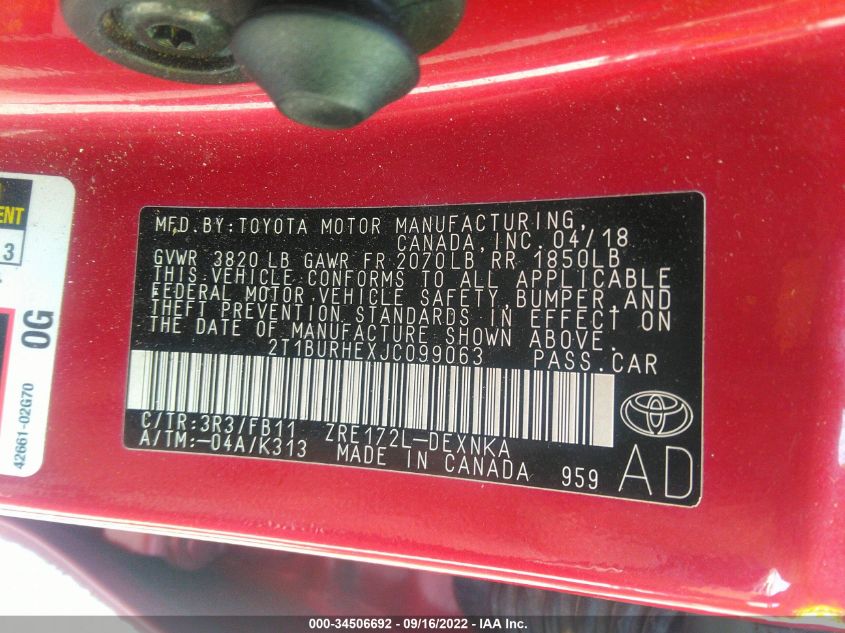 MENT
3
OG
42661-02G70
MFD.BY:TOYOTA MOTOR MANUFACTURING,
CANADA,INC. 04/18
GVWR 3820 LB GAWR FR 2070LB RR 1850LB
THIS VEHICLE CONFORMS TO ALL APPLICABLE
FEDERAL MOTOR VEHICLE SAFETY,BUMPER,AND
THEFT PREVENTION STANDARDS IN EFFECT ON
THE DATE OF MANUFACTURE SHOWN ABOVE.
2T1BURHEXJC099063 PASS.CAR
C/TR:3R3/FB11 ZRE172L-DEXNKA
A/TM:-04A/K313 MADE IN CANADA 959 AD
000-34506692 - 09/16/2022 - IAA Inc.